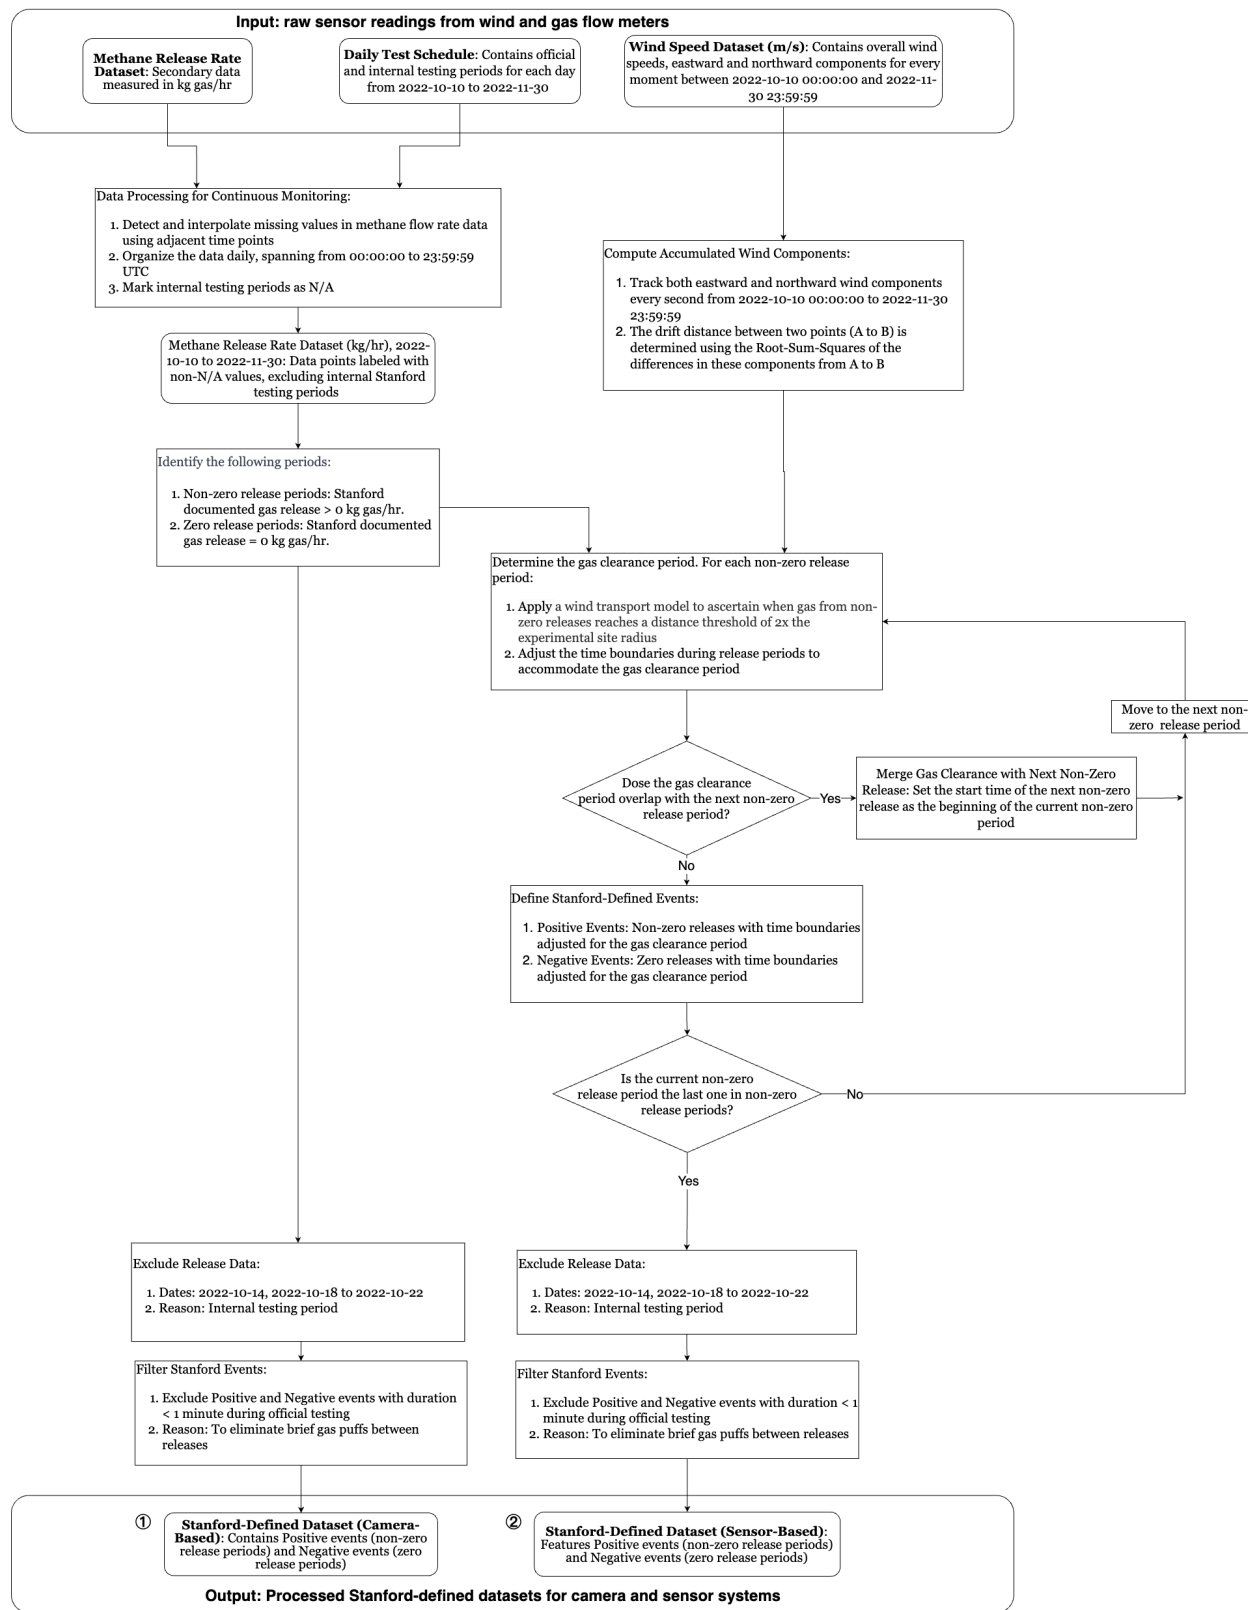 Input: raw sensor readings from wind and gas flow meters
Methane Release Rate
Dataset: Secondary data
measured in kg gas/hr
Daily Test Schedule: Contains official
and internal testing periods for each day
from 2022-10-10 to 2022-11-30
Wind Speed Dataset (m/s): Contains overall wind
speeds, eastward and northward components for every
moment between 2022-10-10 00:00:00 and 2022-11-
30 23:59:59
Data Processing for Continuous Monitoring:
1. Detect and interpolate missing values in methane flow rate data
using adjacent time points
2. Organize the data daily, spanning from 00:00:00 to 23:59:59
UTC
3. Mark internal testing periods as N/A
Compute Accumulated Wind Components:
1. Track both eastward and northward wind components
every second from 2022-10-10 00:00:00 to 2022-11-30
23:59:59
2. The drift distance between two points (A to B) is
determined using the Root-Sum-Squares of the
differences in these components from A to B
Methane Release Rate Dataset (kg/hr), 2022-
10-10 to 2022-11-30: Data points labeled with
non-N/A values, excluding internal Stanford
testing periods
Identify the following periods:
1. Non-zero release periods: Stanford
documented gas release > 0 kg gas/hr.
2. Zero release periods: Stanford documented
gas release = 0 kg gas/hr.
Determine the gas clearance period. For each non-zero release
period:
1. Apply a wind transport model to ascertain when gas from non-
zero releases reaches a distance threshold of 2x the
experimental site radius
2. Adjust the time boundaries during release periods to
accommodate the gas clearance period
Move to the next non-
zero release period
Dose the gas clearance
period overlap with the next non-zero
release period?
Yes
Merge Gas Clearance with Next Non-Zero
Release: Set the start time of the next non-zero
release as the beginning of the current non-zero
period
No
Define Stanford-Defined Events:
1. Positive Events: Non-zero releases with time boundaries
adjusted for the gas clearance period
2. Negative Events: Zero releases with time boundaries
adjusted for the gas clearance period
Is the current non-zero
release period the last one in non-zero
release periods?
No
Yes
Exclude Release Data:
1. Dates: 2022-10-14, 2022-10-18 to 2022-10-22
2. Reason: Internal testing period
Exclude Release Data:
1. Dates: 2022-10-14, 2022-10-18 to 2022-10-22
2. Reason: Internal testing period
Filter Stanford Events:
1. Exclude Positive and Negative events with duration
< 1 minute during official testing
2. Reason: To eliminate brief gas puffs between
releases
Filter Stanford Events:
1. Exclude Positive and Negative events with duration < 1
minute during official testing
2. Reason: To eliminate brief gas puffs between releases
①
Stanford-Defined Dataset (Camera-
Based): Contains Positive events (non-zero
release periods) and Negative events (zero
release periods)
②
Stanford-Defined Dataset (Sensor-Based):
Features Positive events (non-zero release periods)
and Negative events (zero release periods)
Output: Processed Stanford-defined datasets for camera and sensor systems